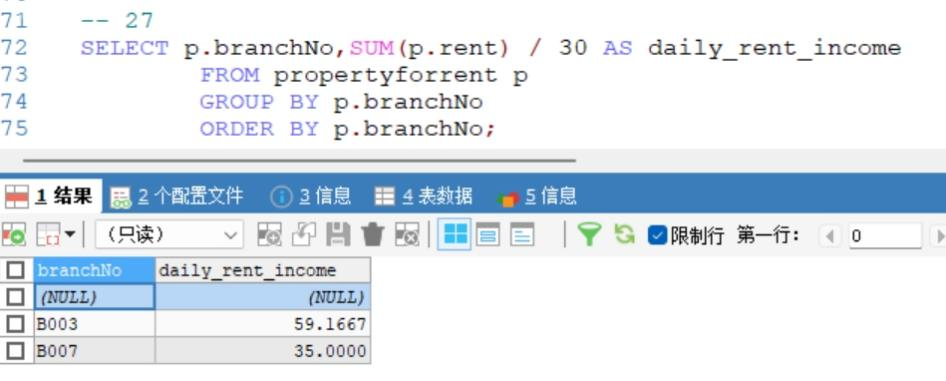 71 -- 27
72 SELECT p.branchNo,SUM(p.rent) / 30 AS daily_rent_income
73 FROM propertyforrent p
74 GROUP BY p.branchNo
75 ORDER BY p.branchNo;
1 结果 2 个配置文件 3 信息 4 表数据 5 信息
（只读） 限制行 第一行： 0
branchNo daily_rent_income
(NULL) (NULL)
B003 59.1667
B007 35.0000